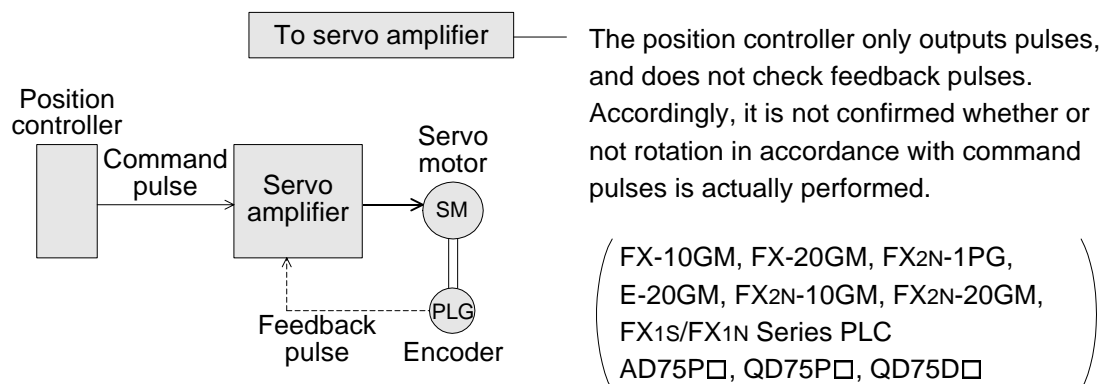 To servo amplifier
The position controller only outputs pulses,
and does not check feedback pulses.
Accordingly, it is not confirmed whether or
not rotation in accordance with command
pulses is actually performed.
Position
controller
Command
pulse
Servo
amplifier
Servo
motor
SM
PLG
Feedback
pulse
Encoder
FX-10GM, FX-20GM, FX2N-1PG,
E-20GM, FX2N-10GM, FX2N-20GM,
FX1S/FX1N Series PLC
AD75P□, QD75P□, QD75D□